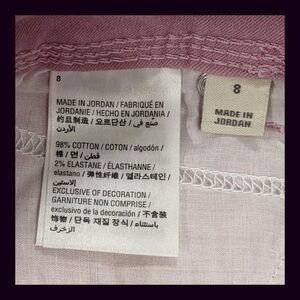 8
MADE IN JORDAN / FABRIQUÉ EN
JORDANIE / HECHO EN JORDANIA /
约旦制造 / 요르단산 / صنع في
الأردن
98% COTTON / COTON / algodón /
棉 / 면 / قطن
2% ELASTANE / ÉLASTHANNE /
elastano / 弹性纤维 / 엘라스테인 /
إلاستين
EXCLUSIVE OF DECORATION /
GARNITURE NON COMPRISE /
exclusivo de la decoración / 不含装
饰物 / 단독 재질 장식 / باستثناء
الزخرف
8
MADE IN
JORDAN